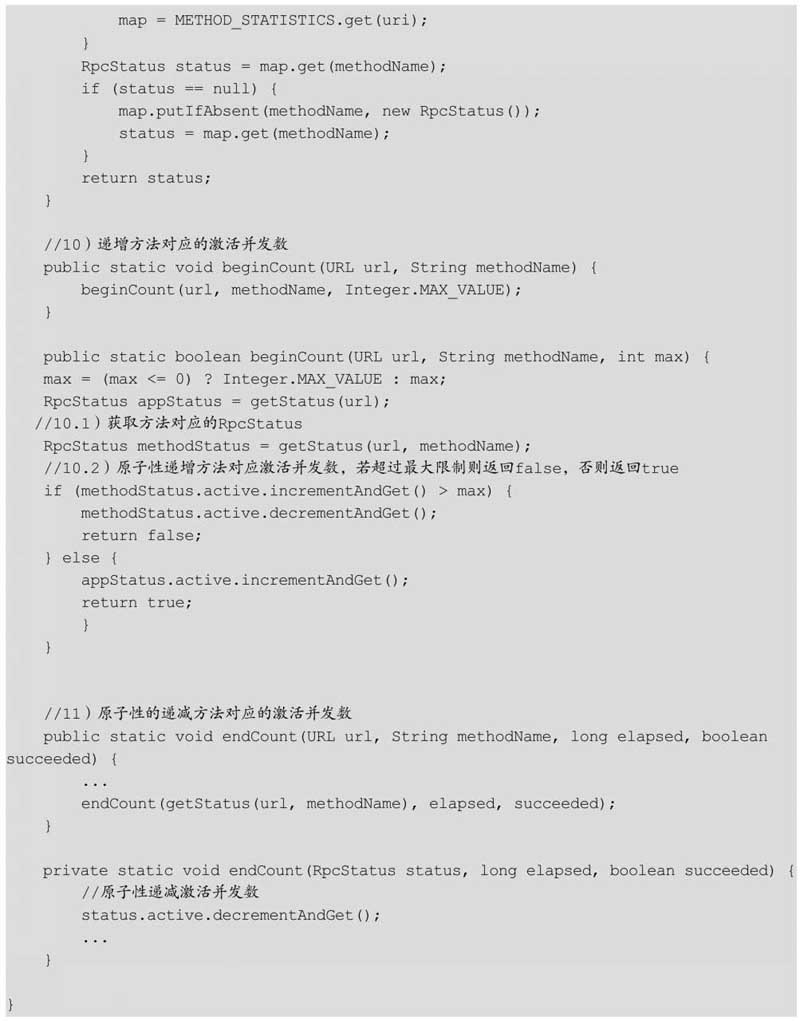 map = METHOD_STATISTICS.get(uri);
        }
        RpcStatus status = map.get(methodName);
        if (status == null) {
            map.putIfAbsent(methodName, new RpcStatus());
            status = map.get(methodName);
        }
        return status;
    }
    //10）递增方法对应的激活并发数
    public static void beginCount(URL url, String methodName) {
        beginCount(url, methodName, Integer.MAX_VALUE);
    }
    public static boolean beginCount(URL url, String methodName, int max) {
    max = (max <= 0) ? Integer.MAX_VALUE : max;
    RpcStatus appStatus = getStatus(url);
   //10.1）获取方法对应的RpcStatus
    RpcStatus methodStatus = getStatus(url, methodName);
    //10.2）原子性递增方法对应激活并发数，若超过最大限制则返回false，否则返回true
    if (methodStatus.active.incrementAndGet() > max) {
        methodStatus.active.decrementAndGet();
        return false;
    } else {
        appStatus.active.incrementAndGet();
        return true;
        }
    }
    //11）原子性的递减方法对应的激活并发数
    public static void endCount(URL url, String methodName, long elapsed, boolean
succeeded) {
        ...
        endCount(getStatus(url, methodName), elapsed, succeeded);
    }
    private static void endCount(RpcStatus status, long elapsed, boolean succeeded) {
        //原子性递减激活并发数
        status.active.decrementAndGet();
        ...
    }
}